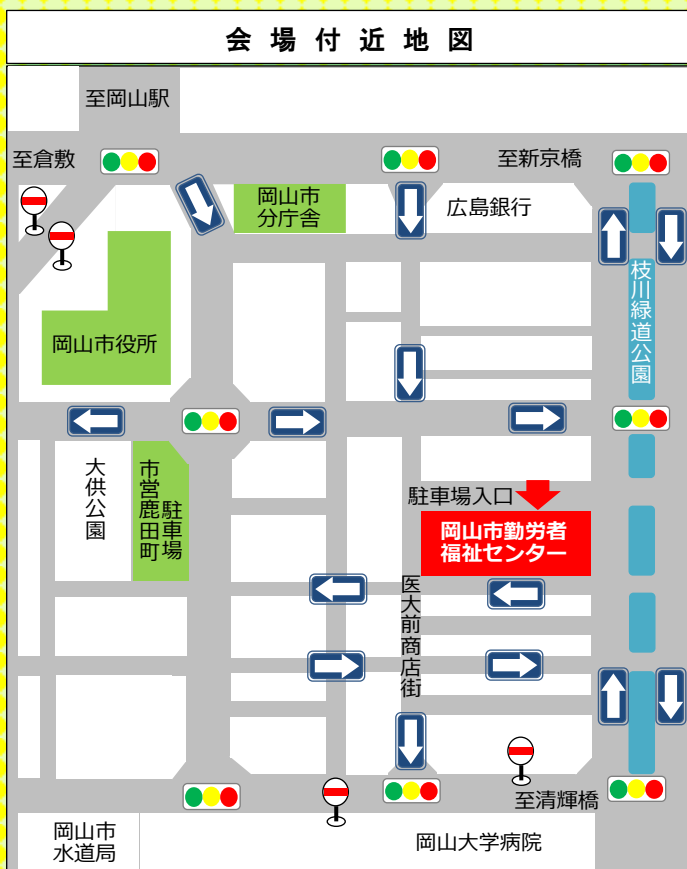 会場付近地図
至岡山駅
至倉敷
至新京橋
岡山市
分庁舎
広島銀行
枝川緑道公園
岡山市役所
大供公園
市営鹿田町
駐車場
駐車場入口
岡山市勤労者
福祉センター
医大前商店街
至清輝橋
岡山市
水道局
岡山大学病院